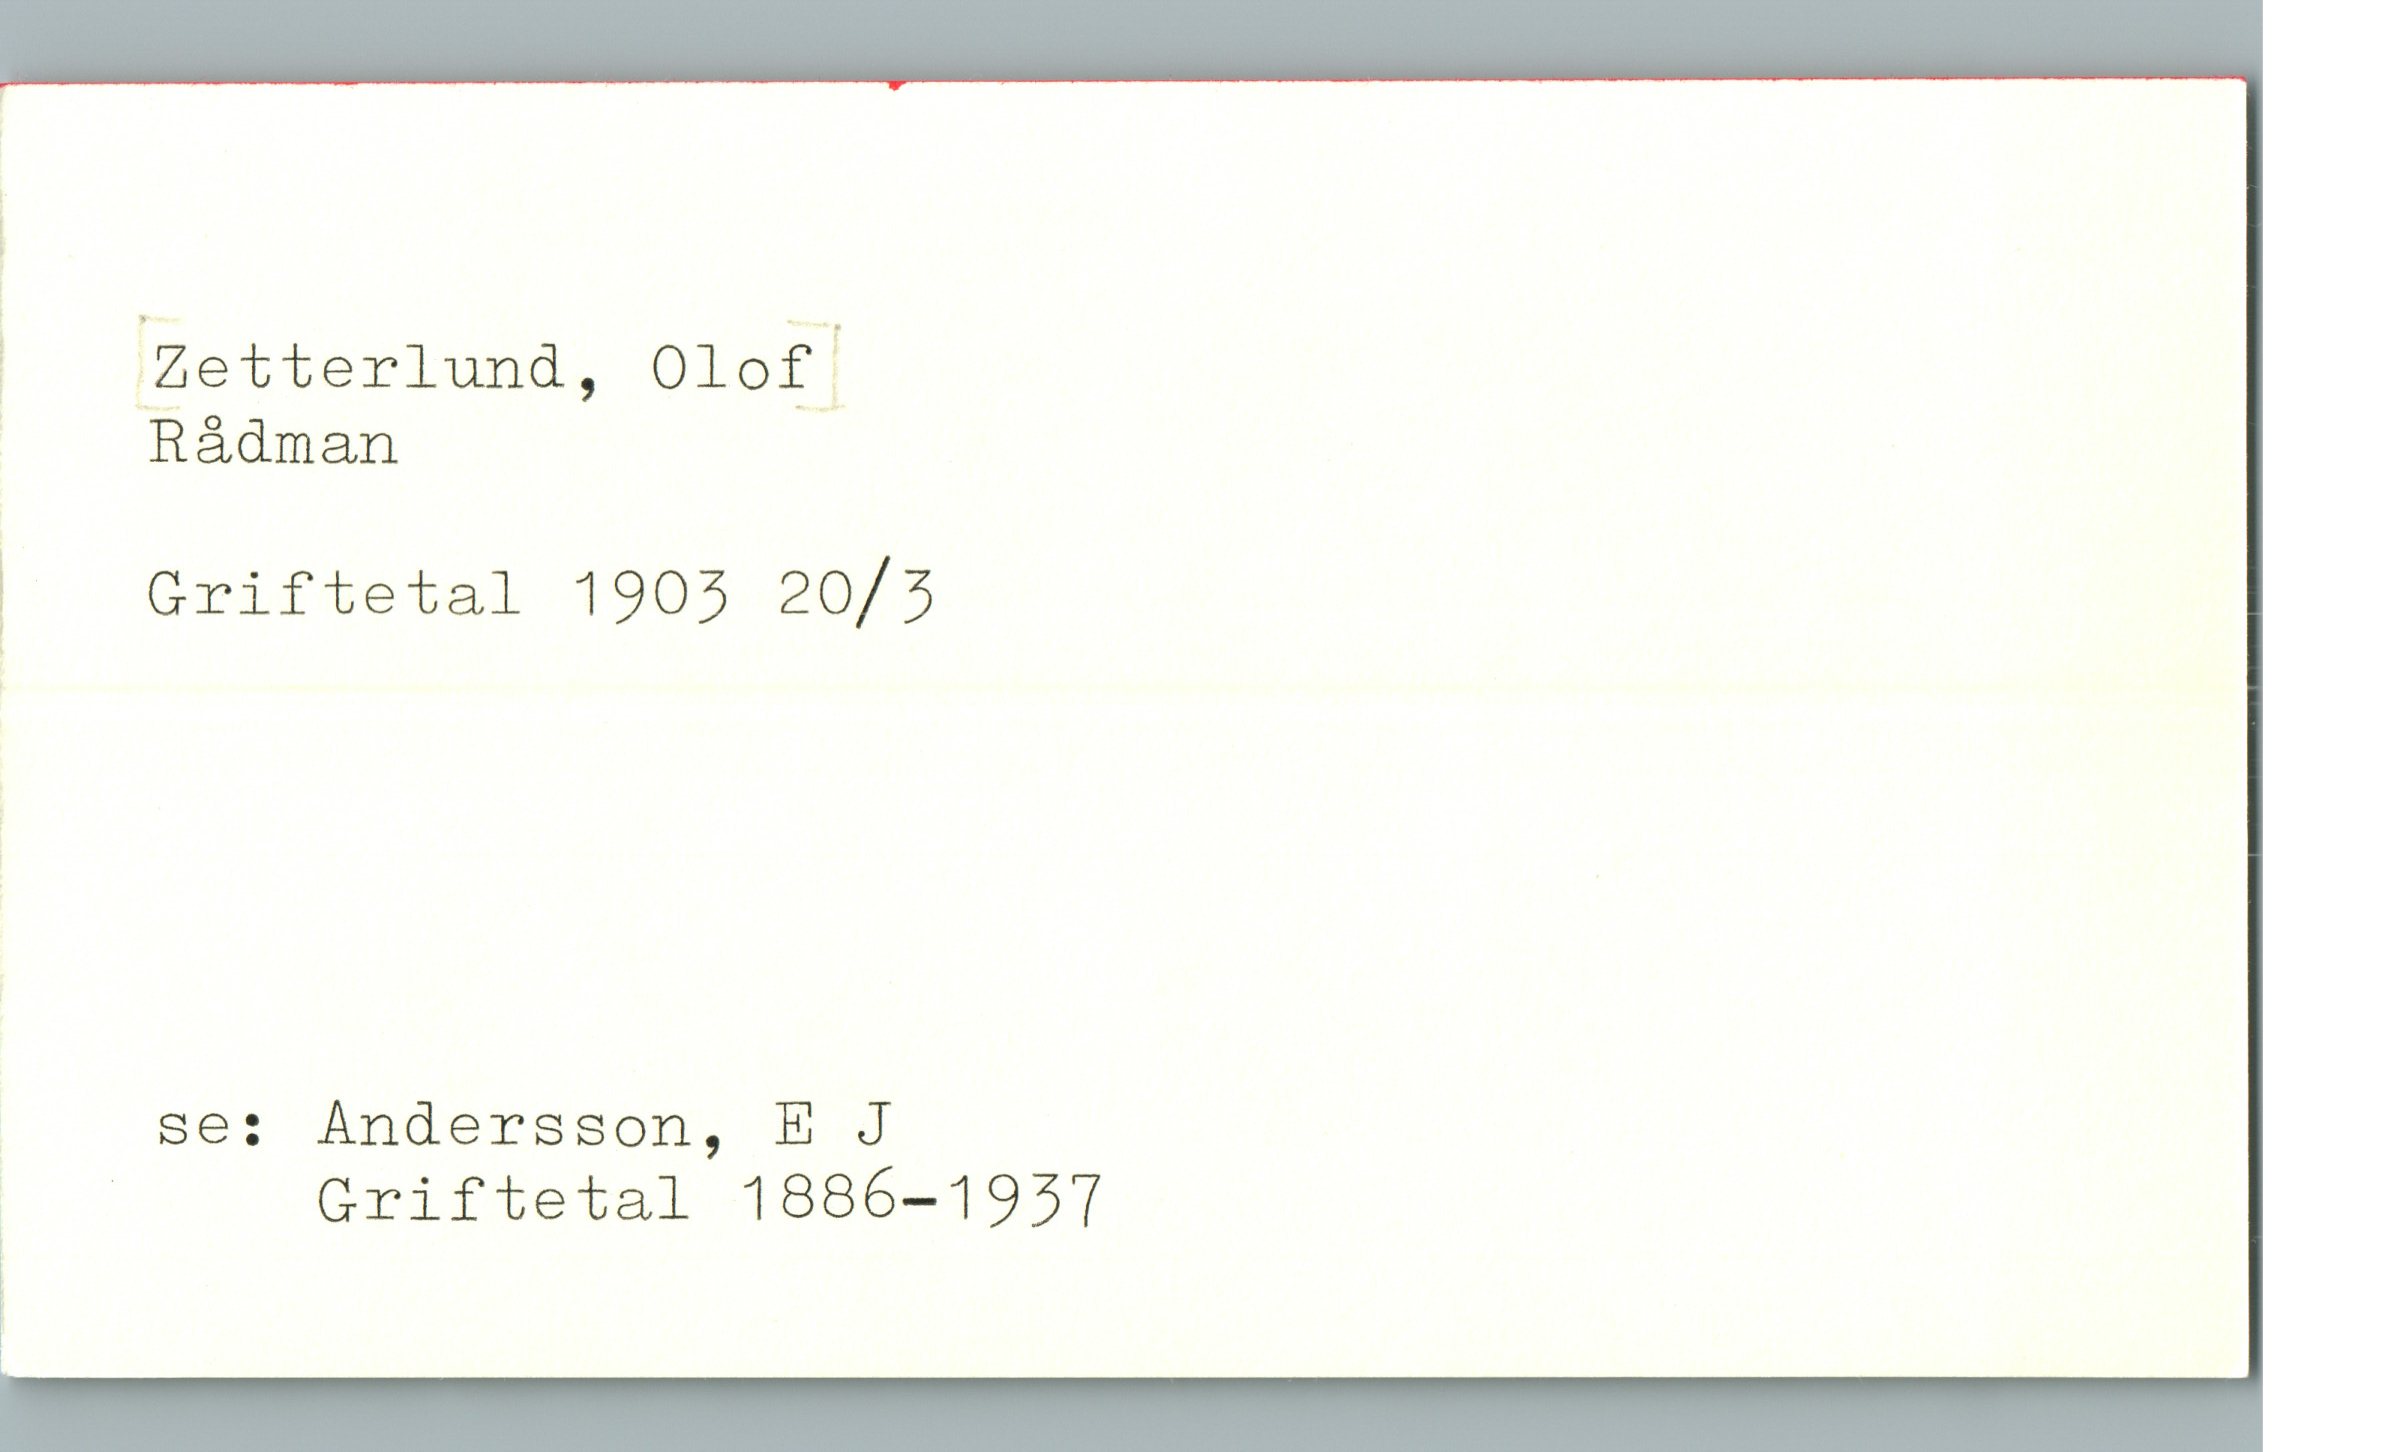 [Zetterlund, Olof]
Rådman
Griftetal 1903 20/3
se: Andersson, E J
Griftetal 1886-1937